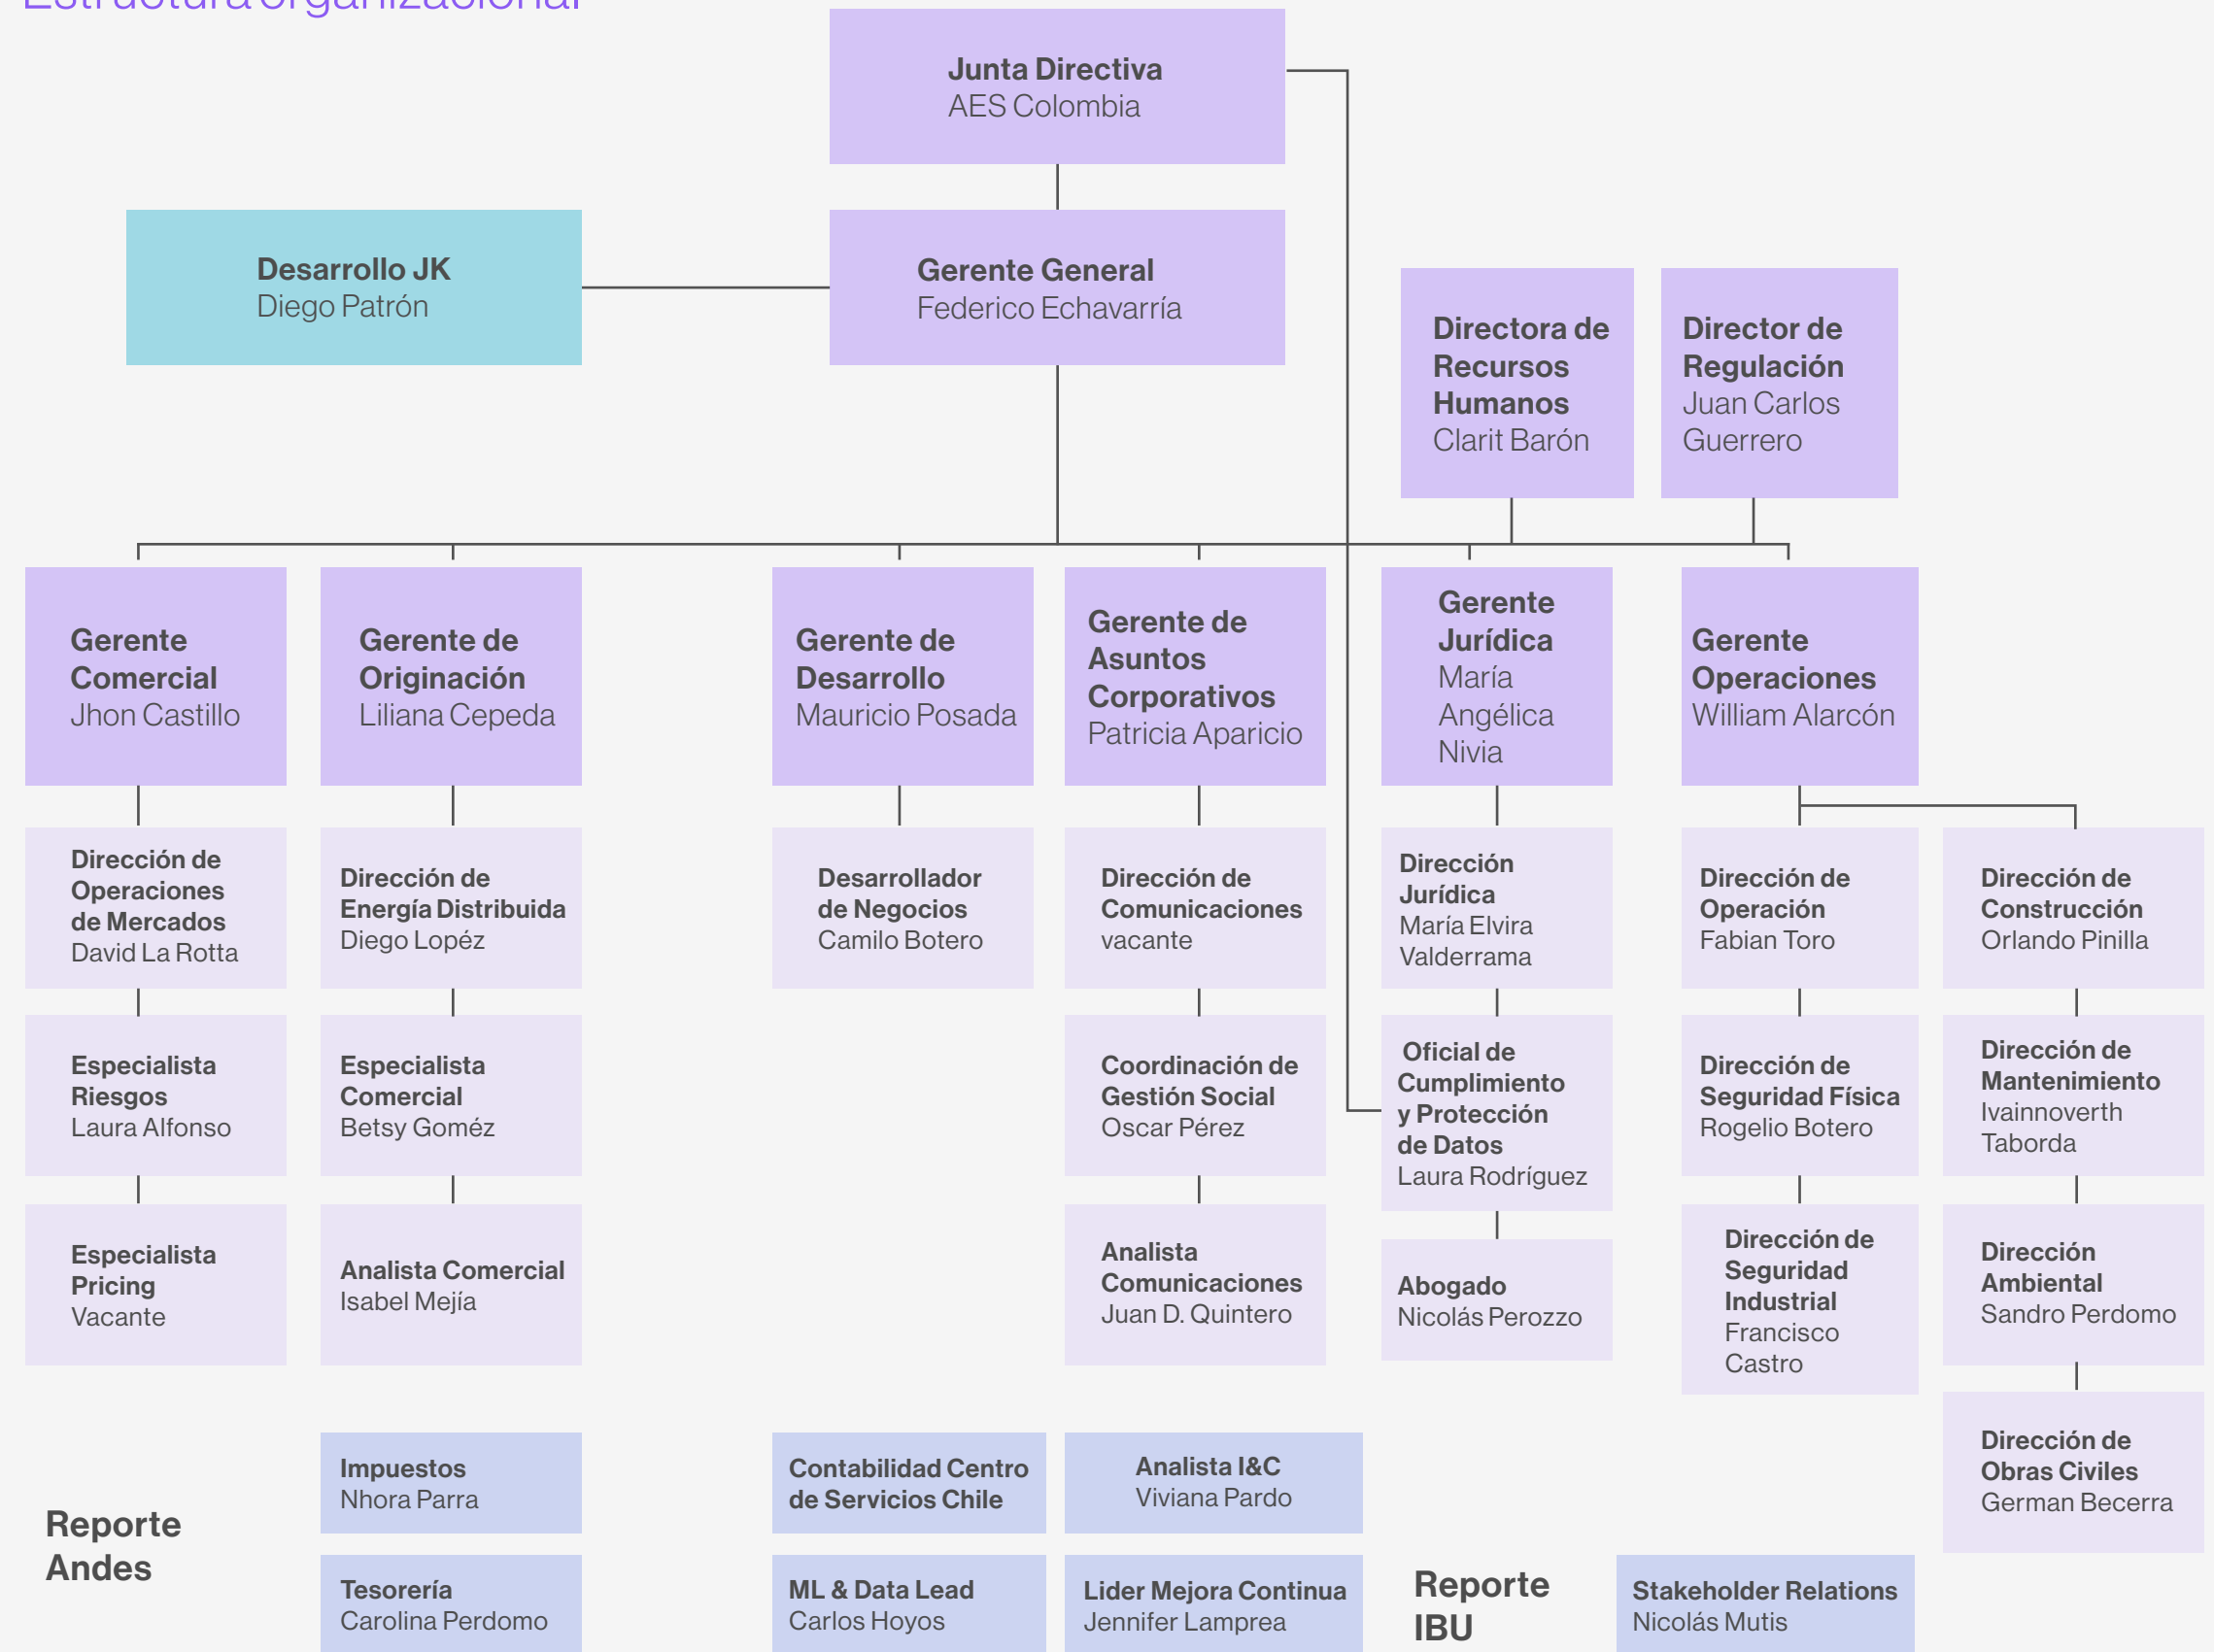 Estructura organizacional
Junta Directiva
AES Colombia
Desarrollo JK
Diego Patrón
Gerente General
Federico Echavarría
Directora de
Recursos
Humanos
Clarit Barón
Director de
Regulación
Juan Carlos
Guerrero
Gerente
Comercial
Jhon Castillo
Gerente de
Originación
Liliana Cepeda
Gerente de
Desarrollo
Mauricio Posada
Gerente de
Asuntos
Corporativos
Patricia Aparicio
Gerente
Jurídica
María
Angélica
Nivia
Gerente
Operaciones
William Alarcón
Dirección de
Operaciones
de Mercados
David La Rotta
Dirección de
Energía Distribuida
Diego Lopéz
Desarrollador
de Negocios
Camilo Botero
Dirección de
Comunicaciones
vacante
Dirección
Jurídica
María Elvira
Valderrama
Dirección de
Operación
Fabian Toro
Dirección de
Construcción
Orlando Pinilla
Especialista
Riesgos
Laura Alfonso
Especialista
Comercial
Betsy Goméz
Coordinación de
Gestión Social
Oscar Pérez
Oficial de
Cumplimiento
y Protección
de Datos
Laura Rodríguez
Dirección de
Seguridad Física
Rogelio Botero
Dirección de
Mantenimiento
Ivainnoverth
Taborda
Especialista
Pricing
Vacante
Analista Comercial
Isabel Mejía
Analista
Comunicaciones
Juan D. Quintero
Abogado
Nicolás Perozzo
Dirección de
Seguridad
Industrial
Francisco
Castro
Dirección
Ambiental
Sandro Perdomo
Dirección de
Obras Civiles
German Becerra
Reporte
Andes
Impuestos
Nhora Parra
Contabilidad Centro
de Servicios Chile
Analista I&C
Viviana Pardo
Tesorería
Carolina Perdomo
ML & Data Lead
Carlos Hoyos
Lider Mejora Continua
Jennifer Lamprea
Reporte
IBU
Stakeholder Relations
Nicolás Mutis